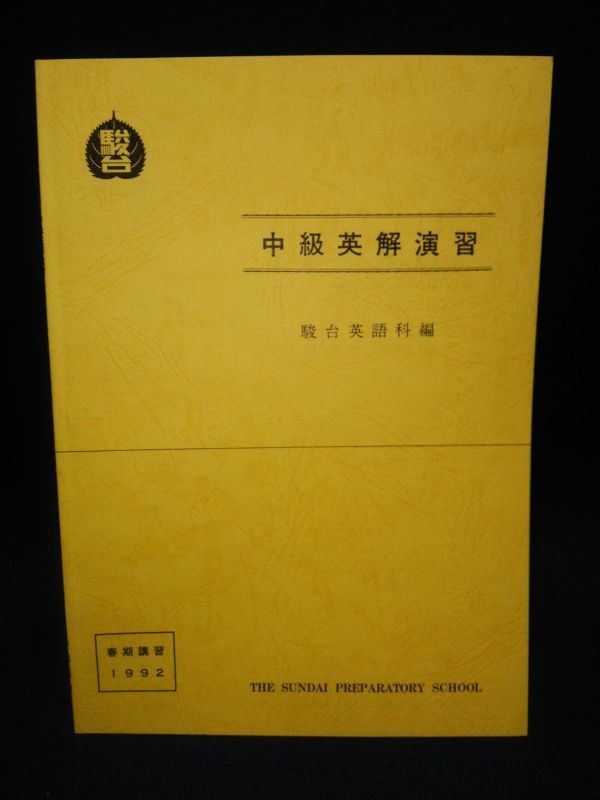 駿台
中級英解演習
駿台英語科編
春期講習
1992
THE SUNDAI PREPARATORY SCHOOL